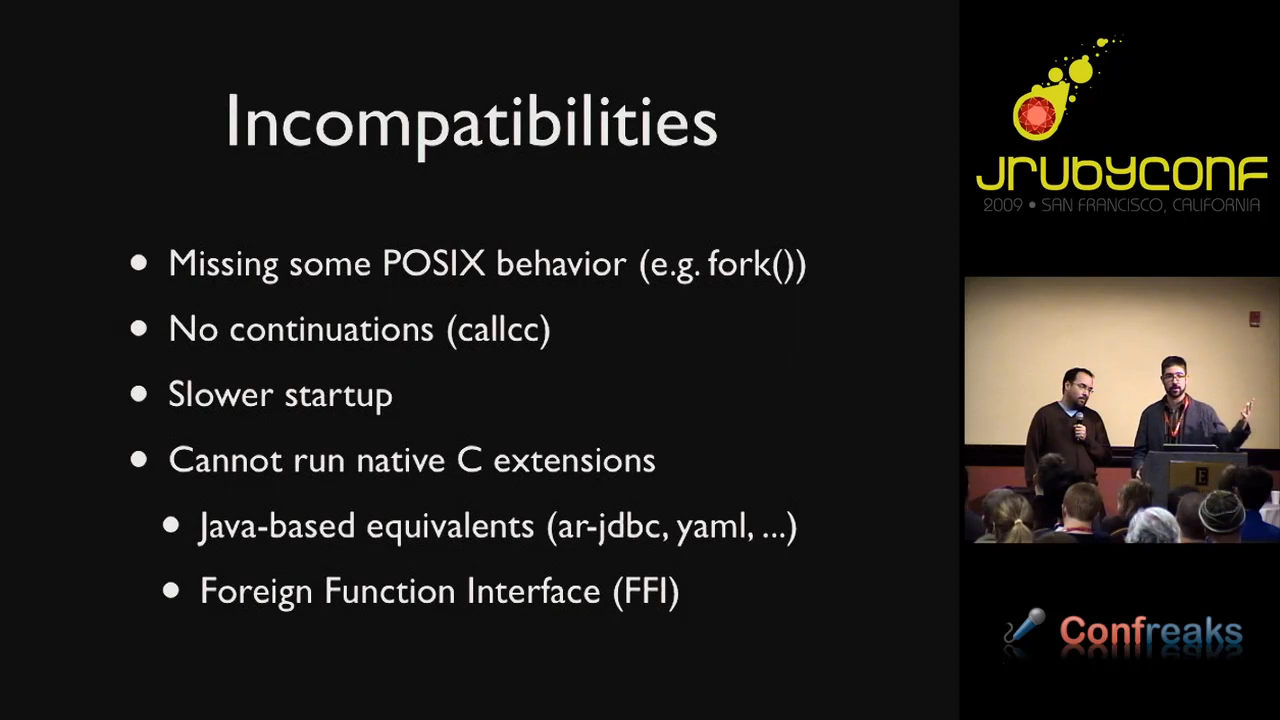 Incompatibilities
• Missing some POSIX behavior (e.g. fork())
• No continuations (callcc)
• Slower startup
• Cannot run native C extensions
• Java-based equivalents (ar-jdbc, yaml, ...)
• Foreign Function Interface (FFI)
JRUBYCONF
2009 • SAN FRANCISCO, CALIFORNIA
Confreaks